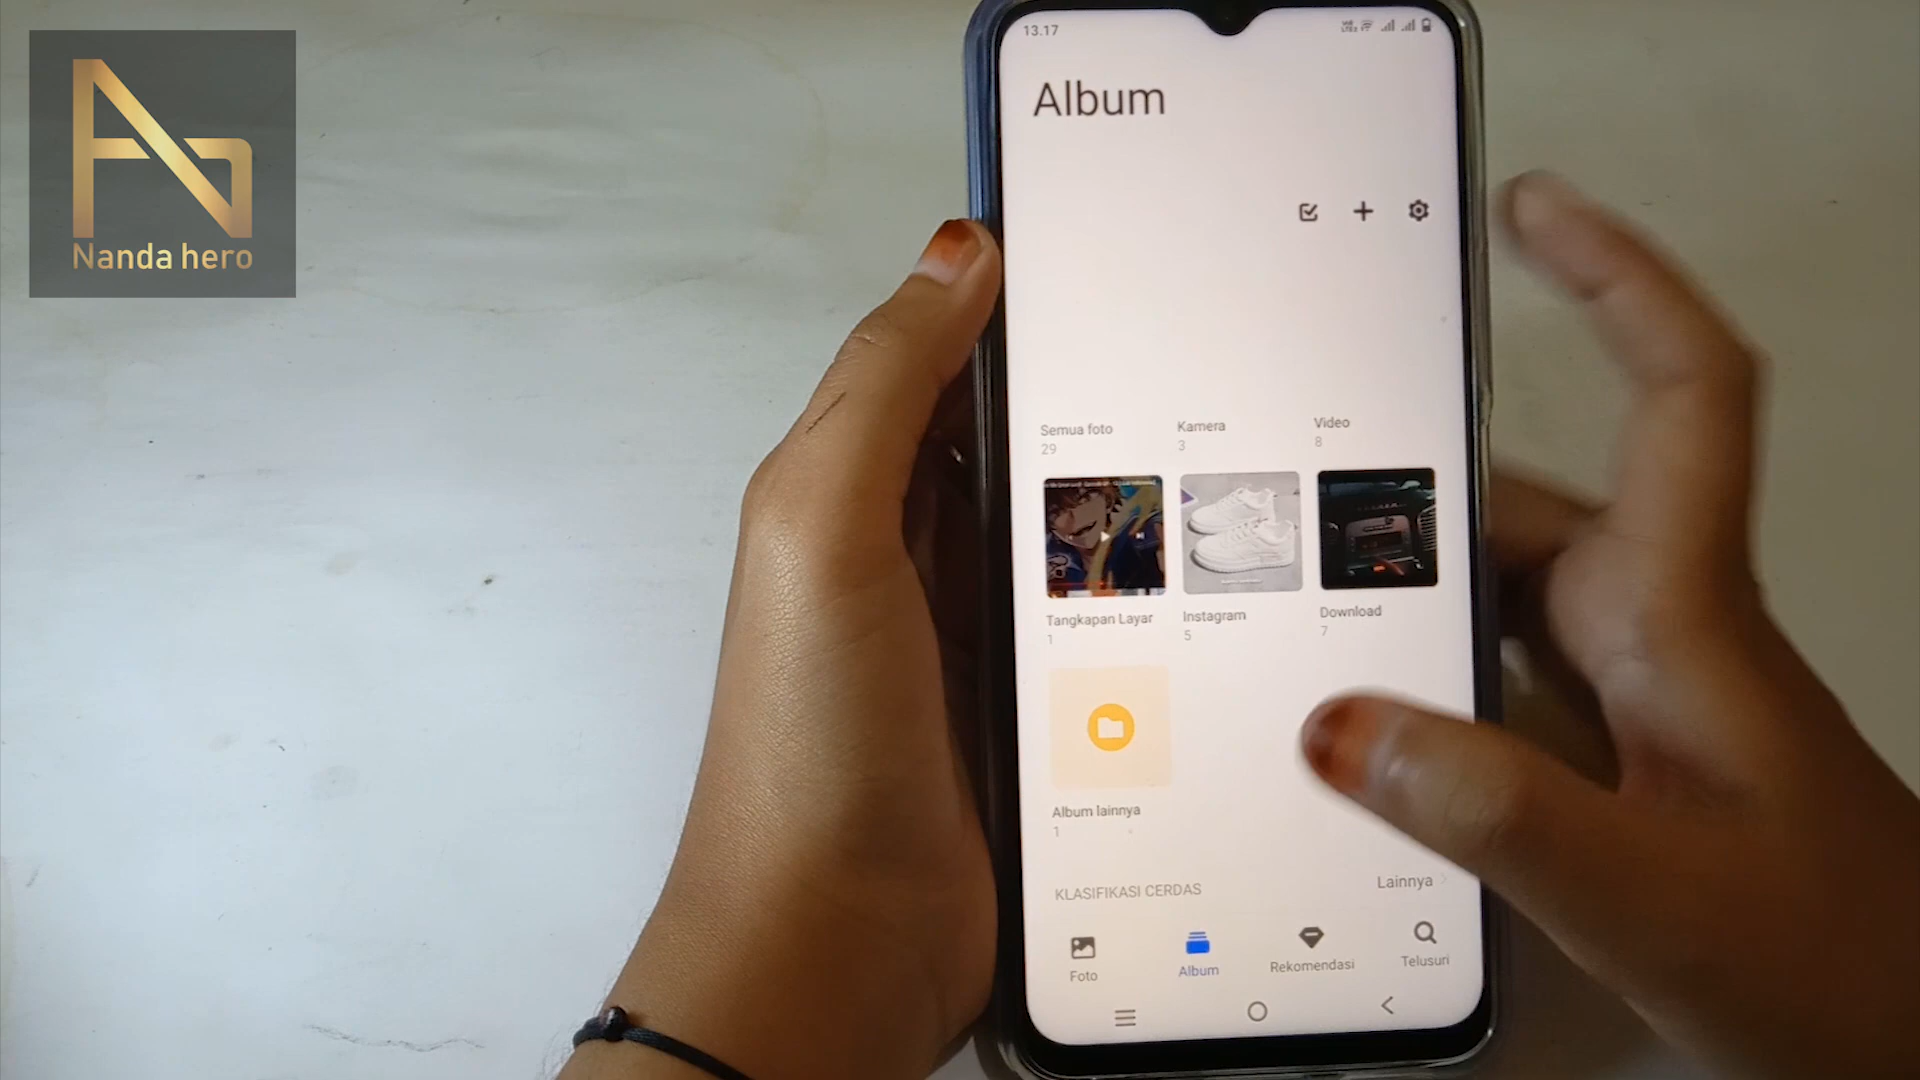 Nanda hero
13.17
Album
Semua foto
29
Kamera
3
Video
8
Tangkapan Layar
1
Instagram
5
Download
7
Album lainnya
1
KLASIFIKASI CERDAS
Lainnya
Foto
Album
Rekomendasi
Telusuri